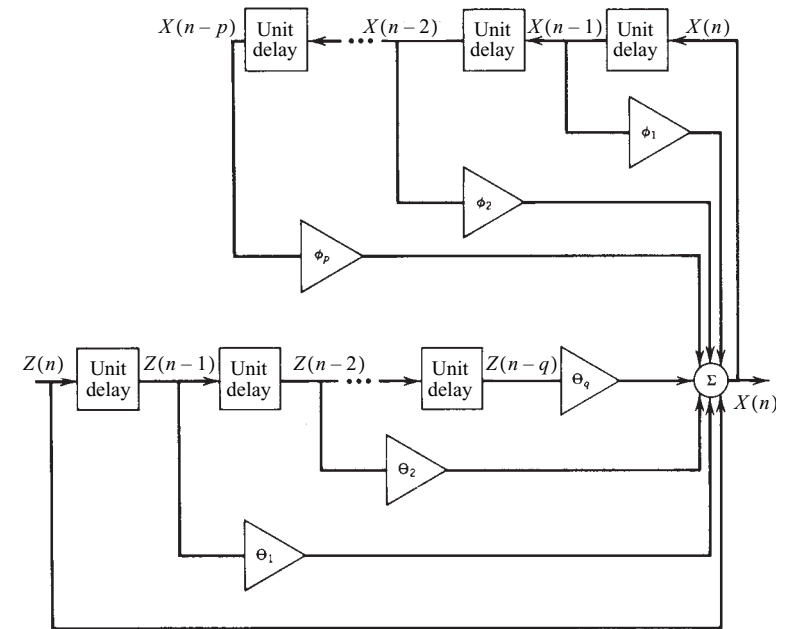 X(n−p)
Unit
delay
X(n−2)
Unit
delay
X(n−1)
Unit
delay
X(n)
ϕ₁
ϕ₂
ϕₚ
Z(n)
Unit
delay
Z(n−1)
Unit
delay
Z(n−2)
Unit
delay
Z(n−q)
Θq
Σ
X(n)
Θ₂
Θ₁